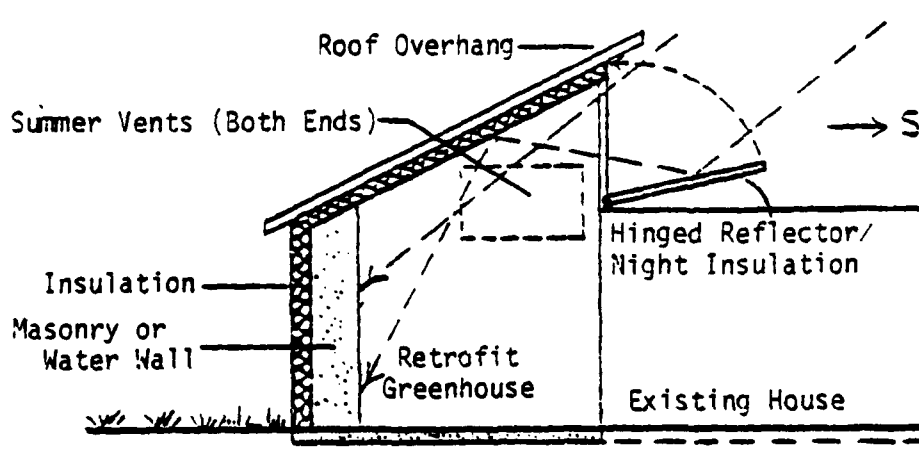 Roof Overhang
Summer Vents (Both Ends)
S
Hinged Reflector/
Night Insulation
Insulation
Masonry or
Water Wall
Retrofit
Greenhouse
Existing House